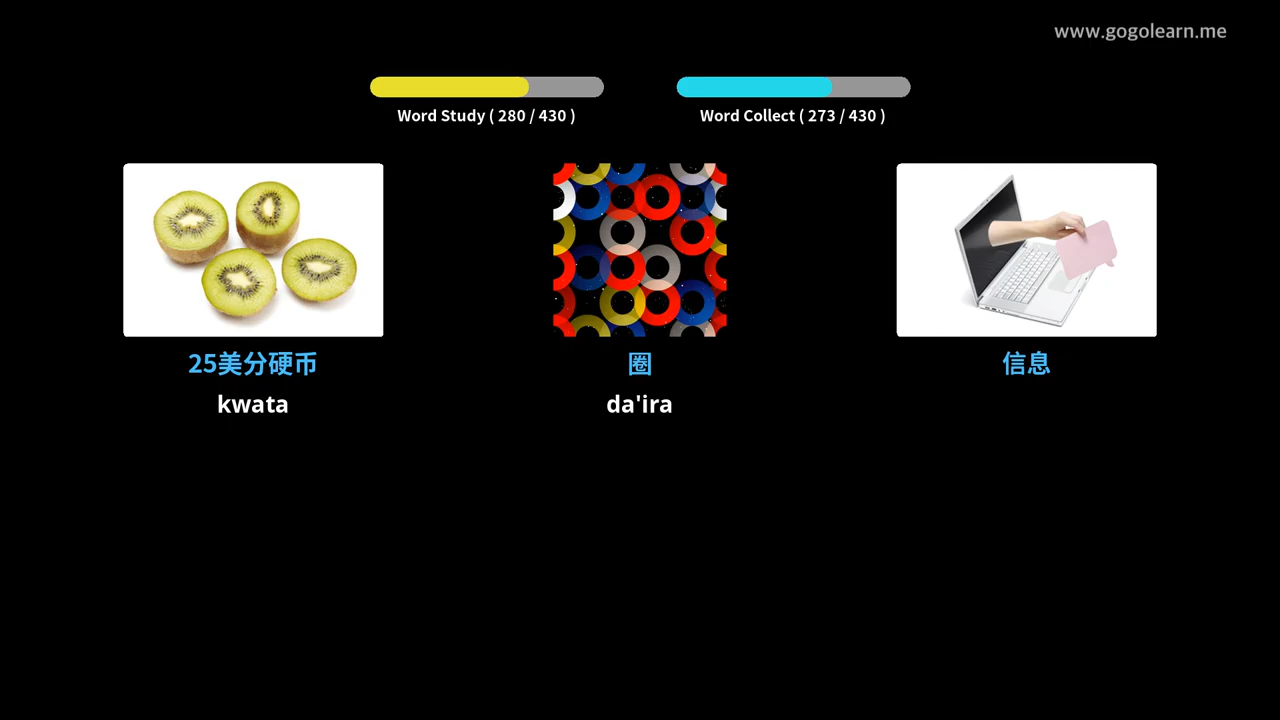 www.gogolearn.me
Word Study ( 280 / 430 )
Word Collect ( 273 / 430 )
25美分硬币
圈
信息
kwata
da'ira